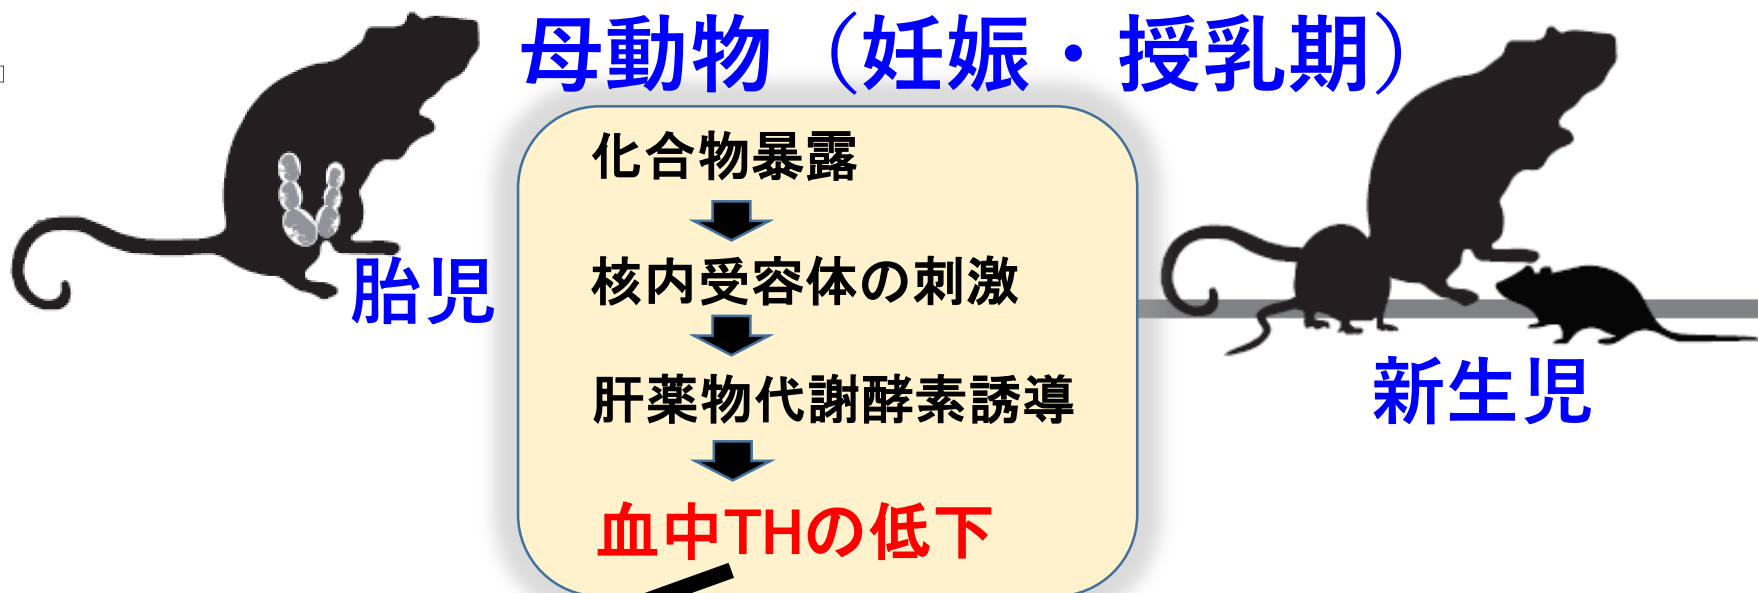 母動物（妊娠・授乳期）
化合物暴露
核内受容体の刺激
胎児
肝薬物代謝酵素誘導
新生児
血中THの低下